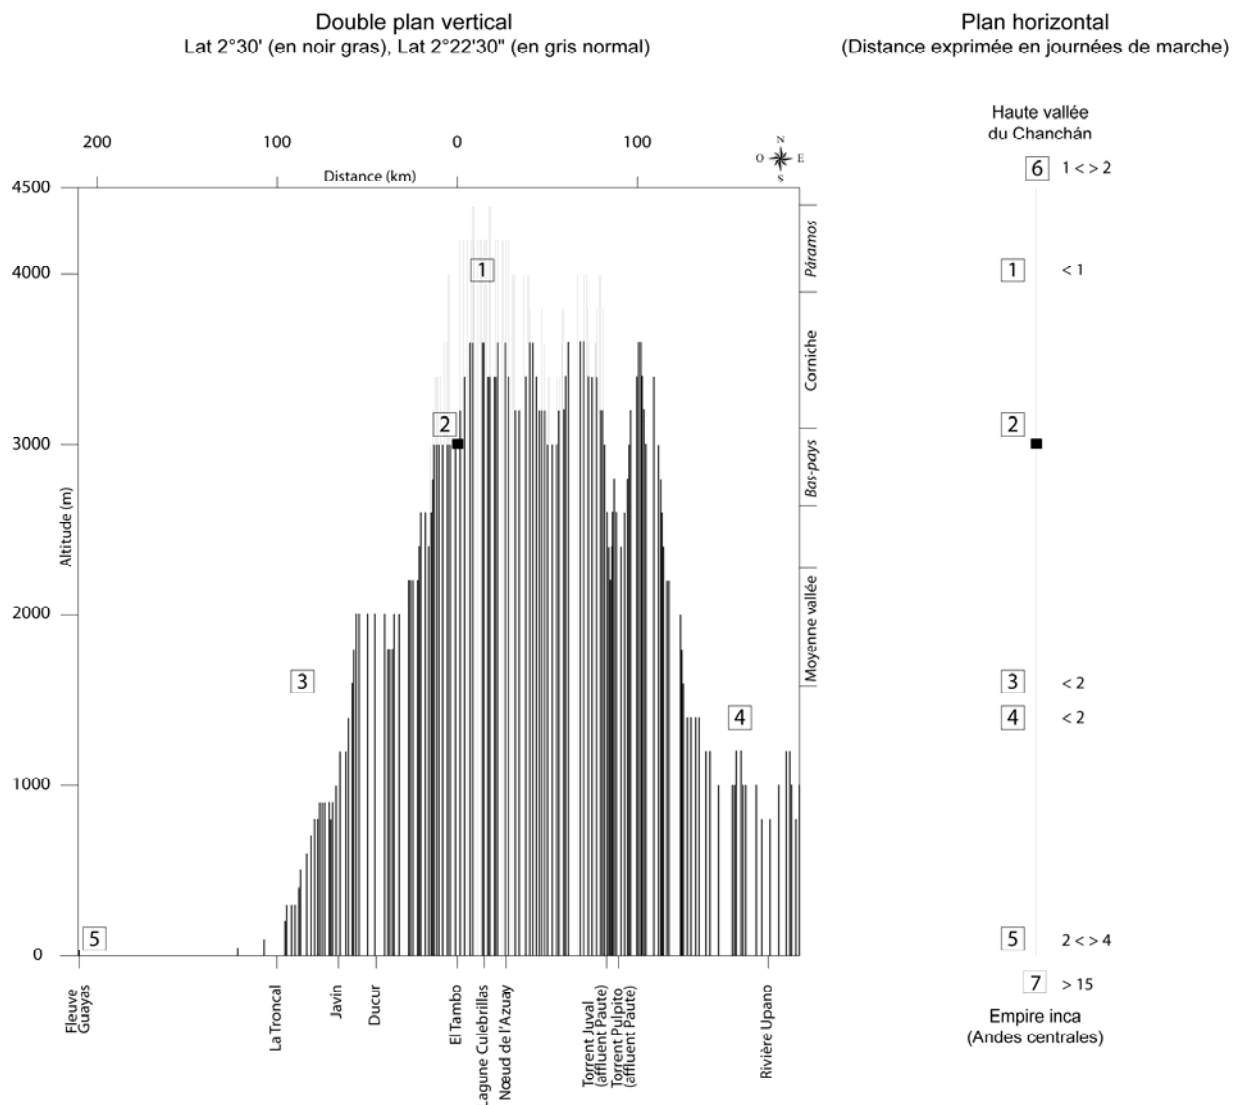 Double plan vertical
Lat 2°30' (en noir gras), Lat 2°22'30" (en gris normal)
Plan horizontal
(Distance exprimée en journées de marche)
200
100
0
100
Distance (km)
N
O
E
S
4500
4000
3000
2000
1000
0
Altitude (m)
1
2
3
4
5
Páramos
Corniche
Bas-pays
Moyenne vallée
Fleuve
Guayas
La Troncal
Javin
Ducur
El Tambo
Lagune Culebrillas
Nœud de l'Azuay
Torrent Juval
(affluent Paute)
Torrent Pulpito
(affluent Paute)
Rivière Upano
Haute vallée
du Chanchán
6 1 < > 2
1 < 1
2
3 < 2
4 < 2
5 2 < > 4
7 > 15
Empire inca
(Andes centrales)